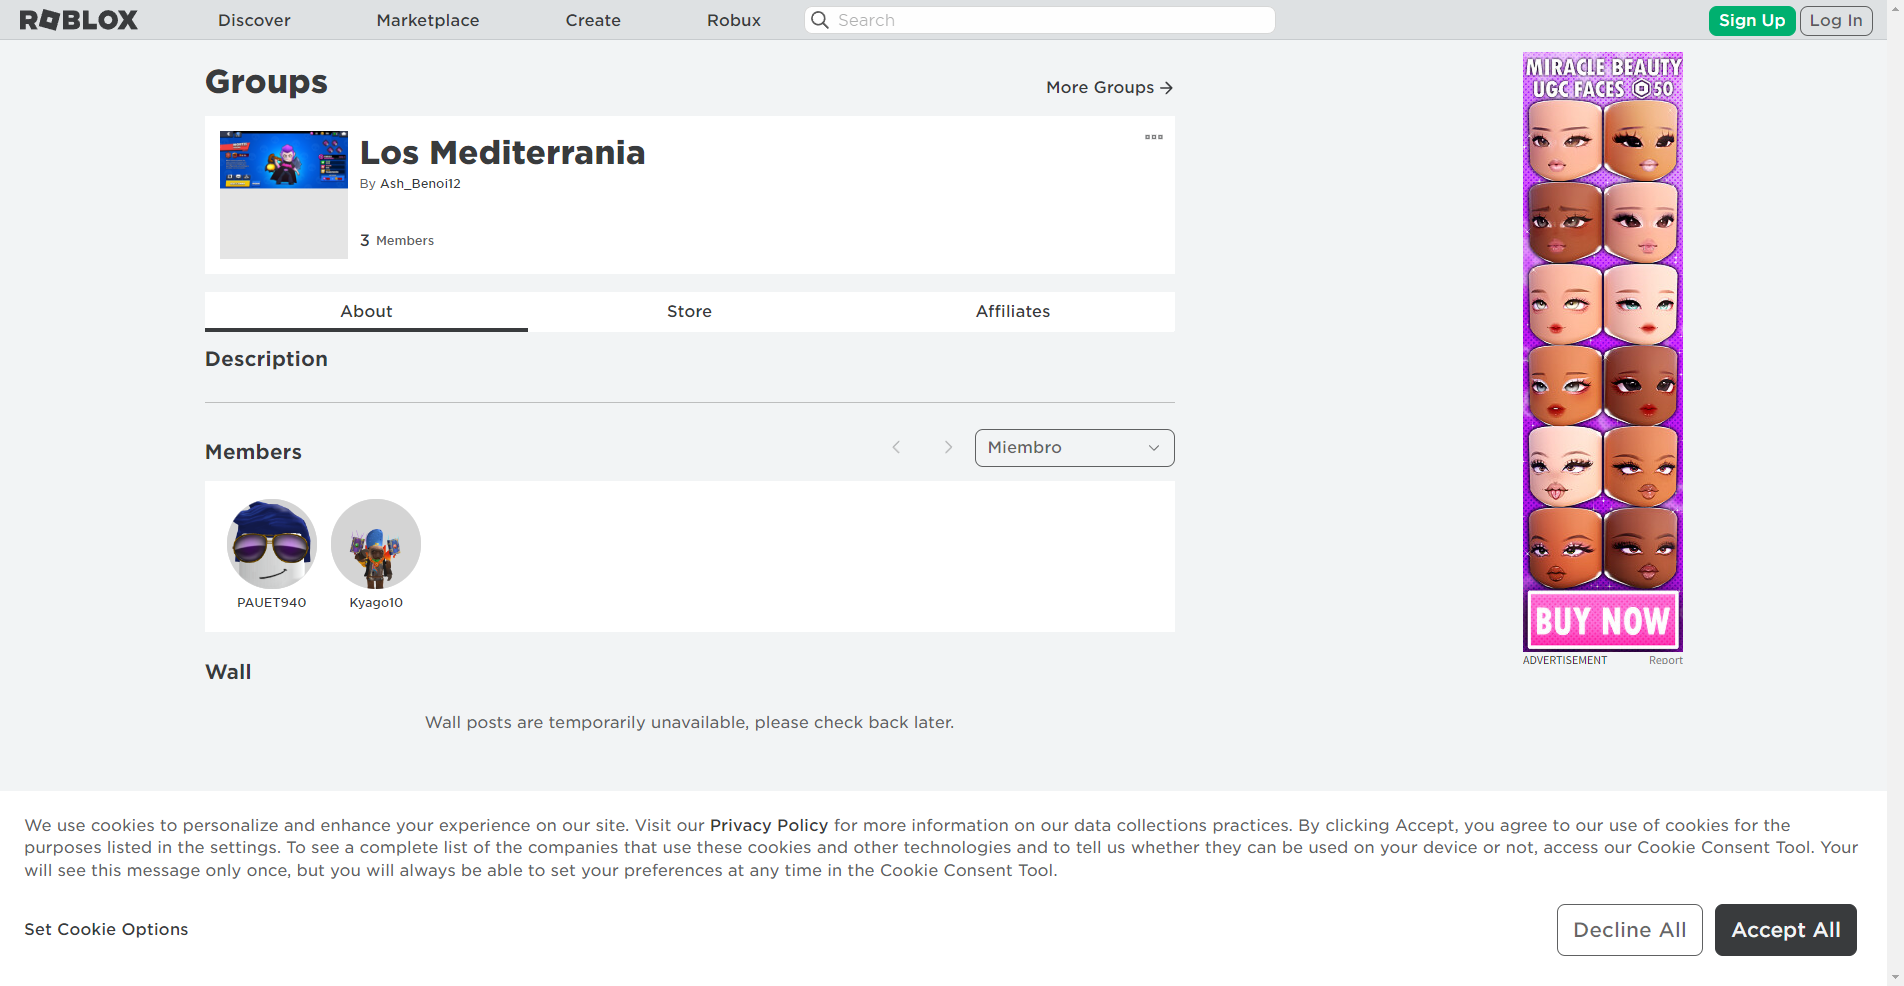 ROBLOX Discover Marketplace Create Robux Search Sign Up Log In
Groups
More Groups
Los Mediterrania
By Ash_Benoi12
3 Members
About Store Affiliates
Description
Members
Miembro
PAUET940 Kyago10
Wall
Wall posts are temporarily unavailable, please check back later.
MIRACLE BEAUTY
UGC FACES 50
BUY NOW
ADVERTISEMENT Report
We use cookies to personalize and enhance your experience on our site. Visit our Privacy Policy for more information on our data collections practices. By clicking Accept, you agree to our use of cookies for the
purposes listed in the settings. To see a complete list of the companies that use these cookies and other technologies and to tell us whether they can be used on your device or not, access our Cookie Consent Tool. Your
will see this message only once, but you will always be able to set your preferences at any time in the Cookie Consent Tool.
Set Cookie Options
Decline All
Accept All